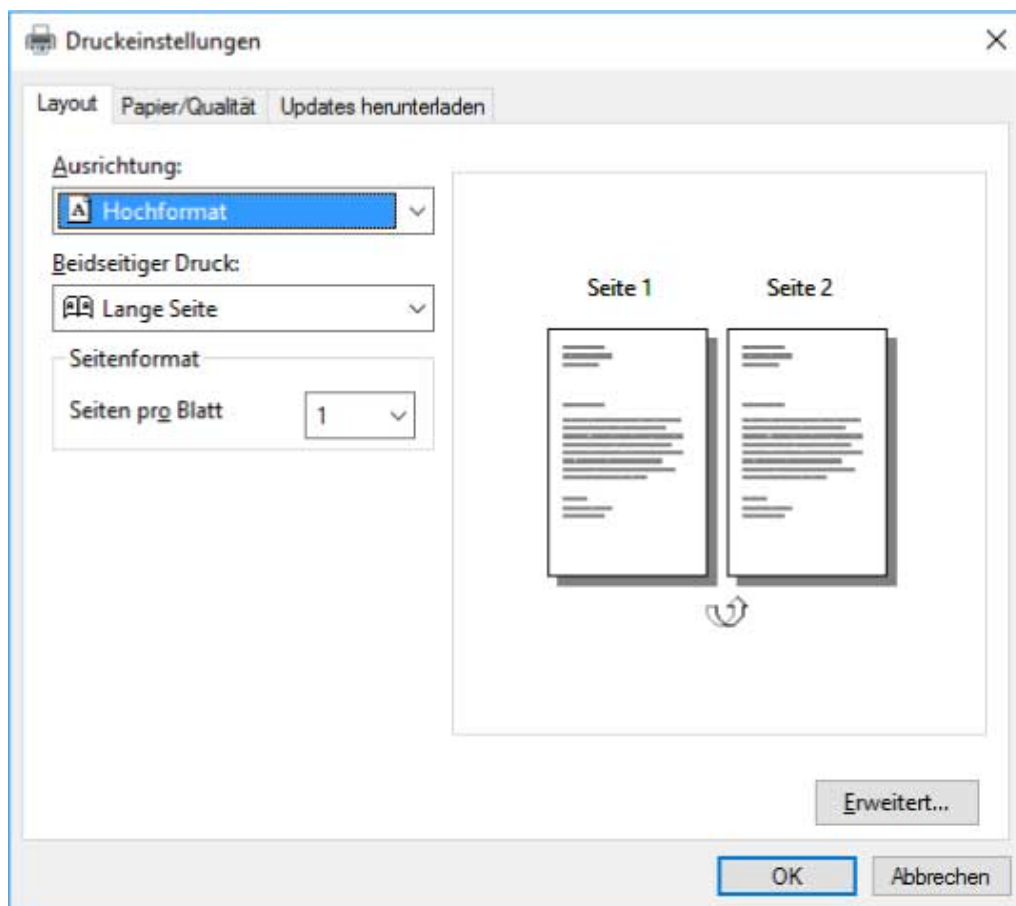 Druckeinstellungen
Layout Papier/Qualität Updates herunterladen
Ausrichtung:
A Hochformat
Beidseitiger Druck:
Lange Seite
Seitenformat
Seiten pro Blatt 1
Seite 1 Seite 2
Erweitert...
OK Abbrechen